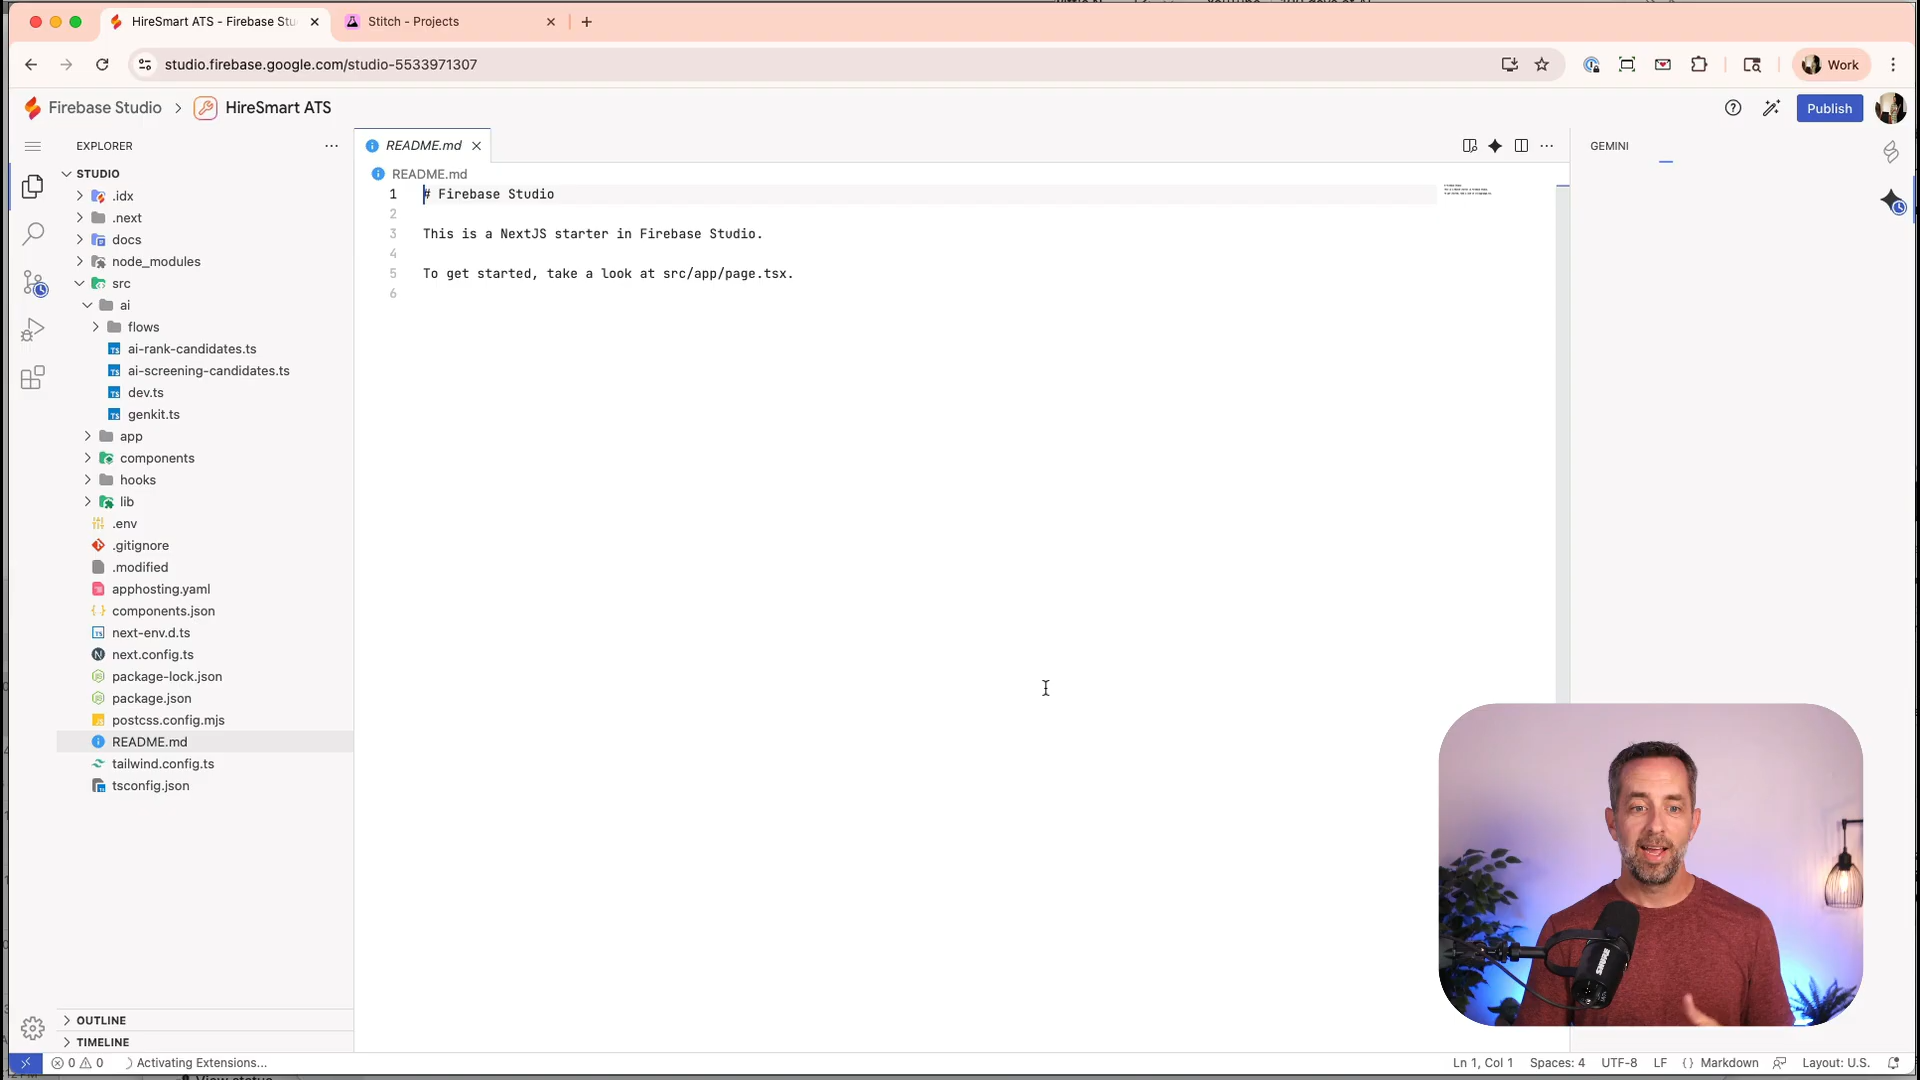 HireSmart ATS - Firebase Stu
Stitch - Projects
studio.firebase.google.com/studio-5533971307
Work
Firebase Studio > HireSmart ATS
Publish
EXPLORER
README.md
GEMINI
STUDIO
.idx
.next
docs
node_modules
src
ai
flows
ai-rank-candidates.ts
ai-screening-candidates.ts
dev.ts
genkit.ts
app
components
hooks
lib
.env
.gitignore
.modified
apphosting.yaml
components.json
next-env.d.ts
next.config.ts
package-lock.json
package.json
postcss.config.mjs
README.md
tailwind.config.ts
tsconfig.json
README.md
1 # Firebase Studio
2
3 This is a NextJS starter in Firebase Studio.
4
5 To get started, take a look at src/app/page.tsx.
6
SHURE
OUTLINE
TIMELINE
0 0 Activating Extensions...
Ln 1, Col 1 Spaces: 4 UTF-8 LF {} Markdown Layout: U.S.